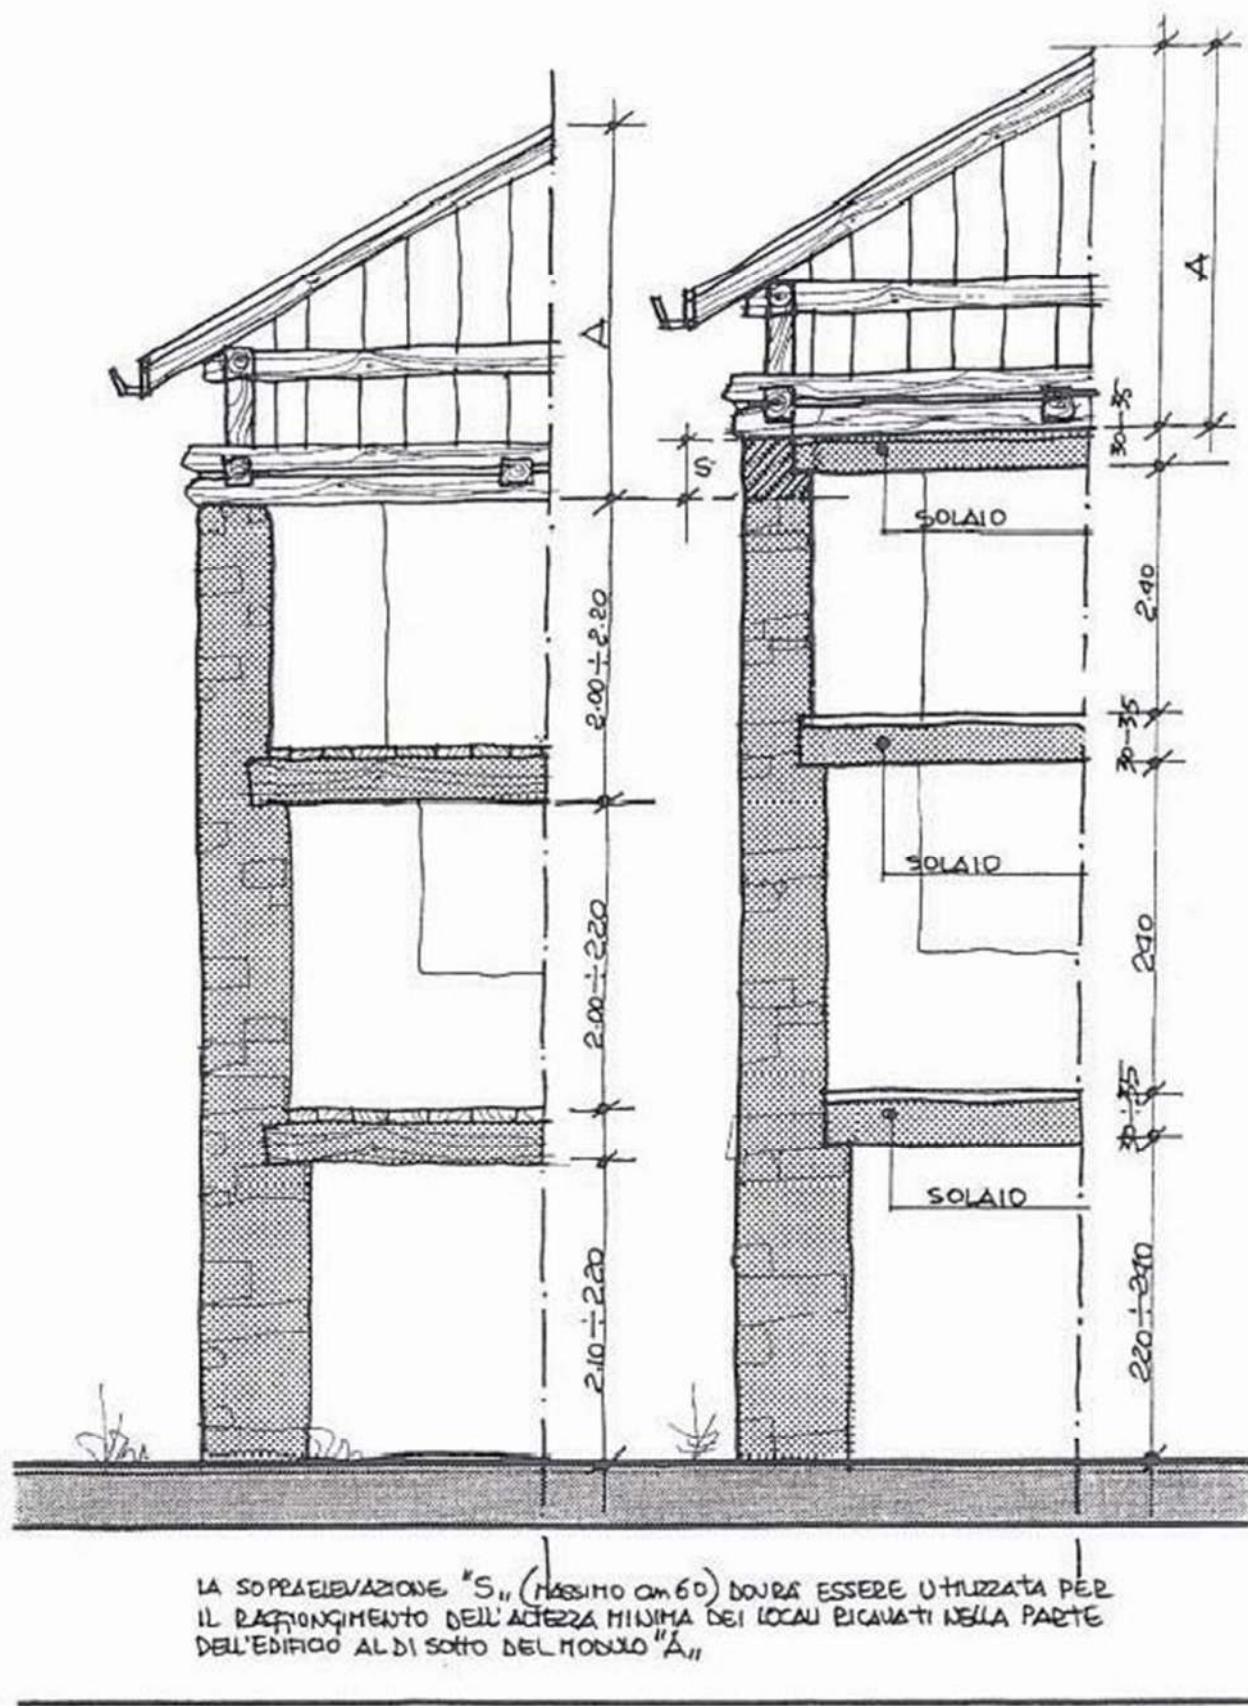 A
A
30-35
S
SOLAIO
2.00÷2.20
2.40
30-35
SOLAIO
2.00÷2.20
240
30÷35
SOLAIO
2.10÷2.20
220÷240
LA SOPRAELEVAZIONE "S" (MASSIMO cm 60) DOVRÀ ESSERE UTILIZZATA PER
IL RAGGIUNGIMENTO DELL'ALTEZZA MINIMA DEI LOCALI RICAVATI NELLA PARTE
DELL'EDIFICIO AL DI SOTTO DEL MODULO "A"